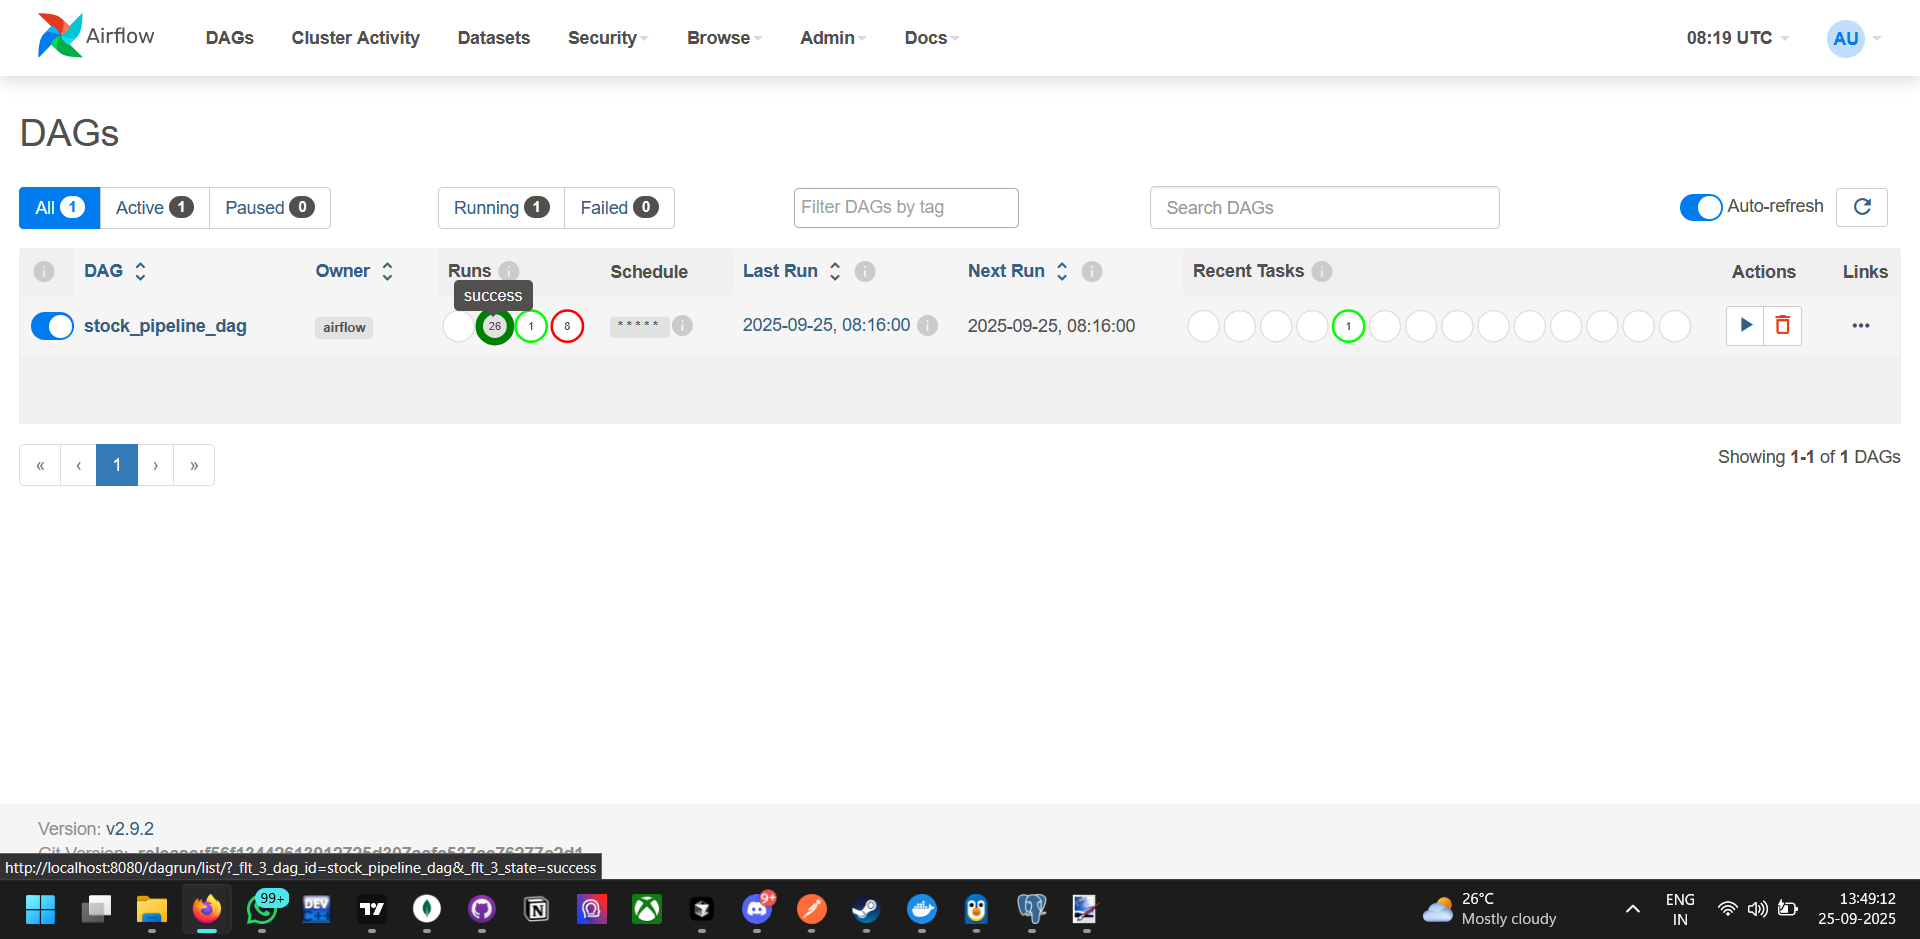 Airflow DAGs Cluster Activity Datasets Security Browse Admin Docs 08:19 UTC AU
DAGs
All 1 Active 1 Paused 0 Running 1 Failed 0 Filter DAGs by tag Search DAGs Auto-refresh
DAG Owner Runs Schedule Last Run Next Run Recent Tasks Actions Links
success
stock_pipeline_dag airflow 26 1 8 * * * * * 2025-09-25, 08:16:00 2025-09-25, 08:16:00 1
« ‹ 1 › »
Showing 1-1 of 1 DAGs
Version: v2.9.2
Git Version:
http://localhost:8080/dagrun/list/?_flt_3_dag_id=stock_pipeline_dag&_flt_3_state=success
99+ DEV C++ 9+
26°C
Mostly cloudy
ENG
IN
13:49:12
25-09-2025